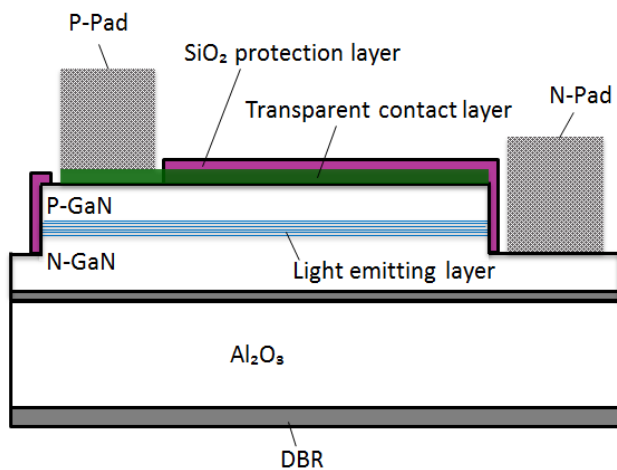 P-Pad
SiO₂ protection layer
N-Pad
Transparent contact layer
P-GaN
N-GaN
Light emitting layer
Al₂O₃
DBR